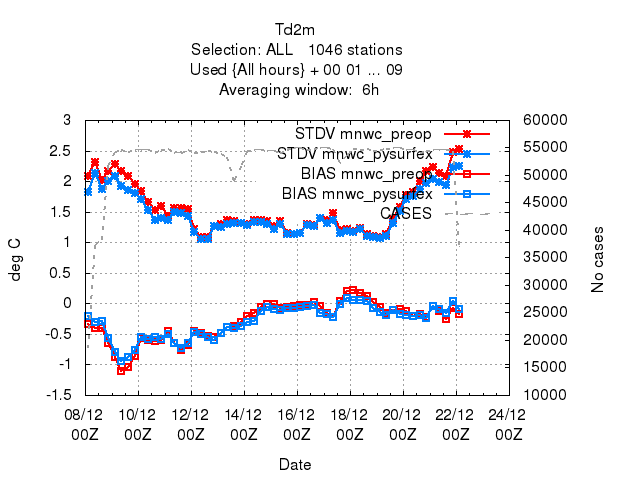 Td2m
Selection: ALL 1046 stations
Used {All hours} + 00 01 ... 09
Averaging window: 6h
3
2.5
2
1.5
1
0.5
0
-0.5
-1
-1.5
deg C
60000
55000
50000
45000
40000
35000
30000
25000
20000
15000
10000
No cases
STDV mnwc_preop
STDV mnwc_pysurfex
BIAS mnwc_preop
BIAS mnwc_pysurfex
CASES
08/12 10/12 12/12 14/12 16/12 18/12 20/12 22/12 24/12
00Z 00Z 00Z 00Z 00Z 00Z 00Z 00Z 00Z
Date